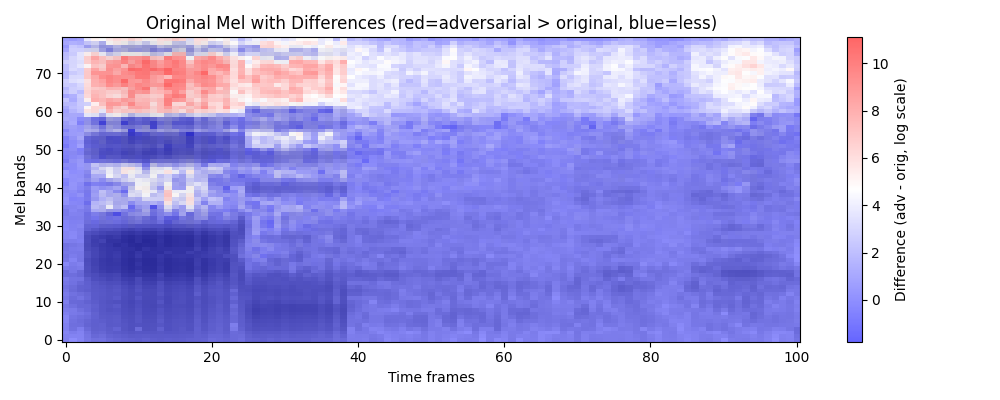 Original Mel with Differences (red=adversarial > original, blue=less)
Mel bands
70
60
50
40
30
20
10
0
0 20 40 60 80 100
Time frames
10
8
6
4
2
0
Difference (adv - orig, log scale)